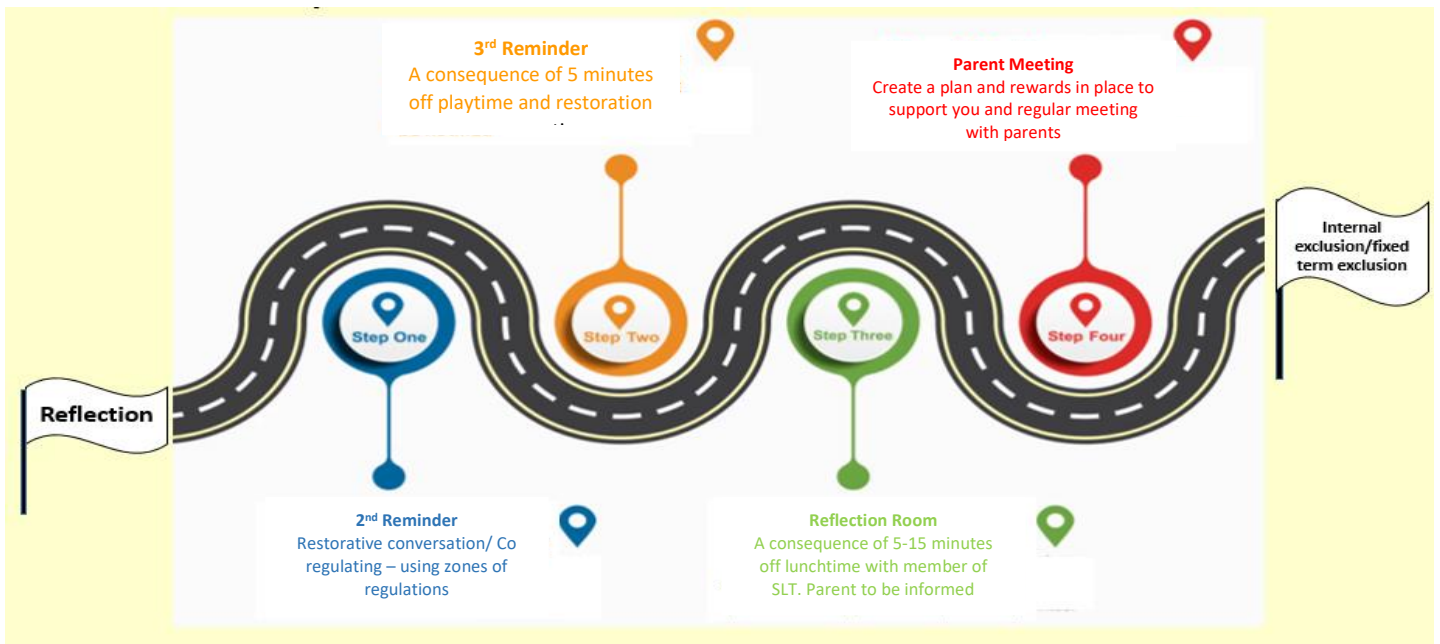 3rd Reminder
A consequence of 5 minutes
off playtime and restoration
Parent Meeting
Create a plan and rewards in place to
support you and regular meeting
with parents
Internal
exclusion/fixed
term exclusion
Step One
Step Two
Step Three
Step Four
Reflection
2nd Reminder
Restorative conversation/ Co
regulating – using zones of
regulations
Reflection Room
A consequence of 5-15 minutes
off lunchtime with member of
SLT. Parent to be informed